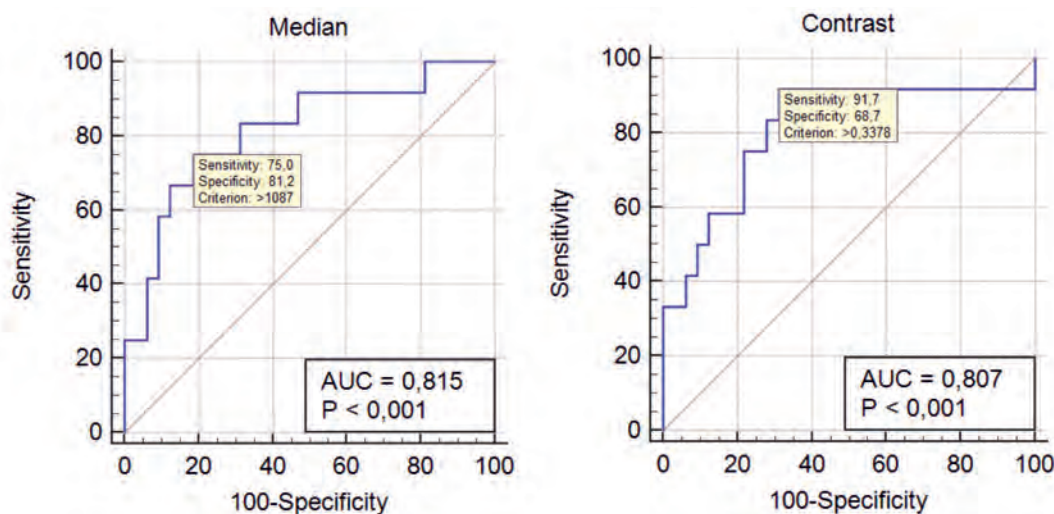 Median
100
80
60
40
20
0
Sensitivity
Sensitivity: 75,0
Specificity: 81,2
Criterion: >1087
AUC = 0,815
P < 0,001
0 20 40 60 80 100
100-Specificity
Contrast
100
80
60
40
20
0
Sensitivity
Sensitivity: 91,7
Specificity: 68,7
Criterion: >0,3378
AUC = 0,807
P < 0,001
0 20 40 60 80 100
100-Specificity